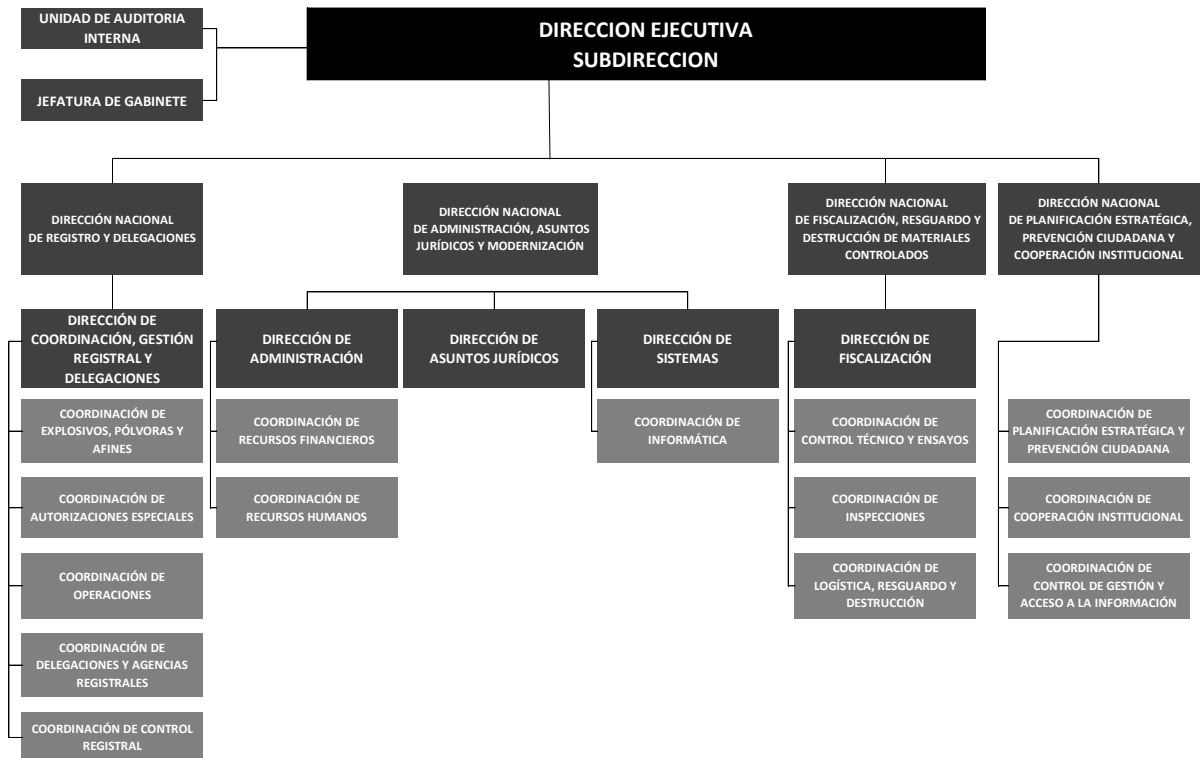 UNIDAD DE AUDITORIA
INTERNA
DIRECCION EJECUTIVA
SUBDIRECCION
JEFATURA DE GABINETE
DIRECCIÓN NACIONAL
DE REGISTRO Y DELEGACIONES
DIRECCIÓN NACIONAL
DE ADMINISTRACIÓN, ASUNTOS
JURÍDICOS Y MODERNIZACIÓN
DIRECCIÓN NACIONAL
DE FISCALIZACIÓN, RESGUARDO Y
DESTRUCCIÓN DE MATERIALES
CONTROLADOS
DIRECCIÓN NACIONAL
DE PLANIFICACIÓN ESTRATÉGICA,
PREVENCIÓN CIUDADANA Y
COOPERACIÓN INSTITUCIONAL
DIRECCIÓN DE
COORDINACIÓN, GESTIÓN
REGISTRAL Y
DELEGACIONES
DIRECCIÓN DE
ADMINISTRACIÓN
DIRECCIÓN DE
ASUNTOS JURÍDICOS
DIRECCIÓN DE
SISTEMAS
DIRECCIÓN DE
FISCALIZACIÓN
COORDINACIÓN DE
EXPLOSIVOS, PÓLVORAS Y
AFINES
COORDINACIÓN DE
RECURSOS FINANCIEROS
COORDINACIÓN DE
INFORMÁTICA
COORDINACIÓN DE
CONTROL TÉCNICO Y ENSAYOS
COORDINACIÓN DE
PLANIFICACIÓN ESTRATÉGICA Y
PREVENCIÓN CIUDADANA
COORDINACIÓN DE
AUTORIZACIONES ESPECIALES
COORDINACIÓN DE
RECURSOS HUMANOS
COORDINACIÓN DE
INSPECCIONES
COORDINACIÓN DE
COOPERACIÓN INSTITUCIONAL
COORDINACIÓN DE
OPERACIONES
COORDINACIÓN DE
LOGÍSTICA, RESGUARDO Y
DESTRUCCIÓN
COORDINACIÓN DE
CONTROL DE GESTIÓN Y
ACCESO A LA INFORMACIÓN
COORDINACIÓN DE
DELEGACIONES Y AGENCIAS
REGISTRALES
COORDINACIÓN DE CONTROL
REGISTRAL